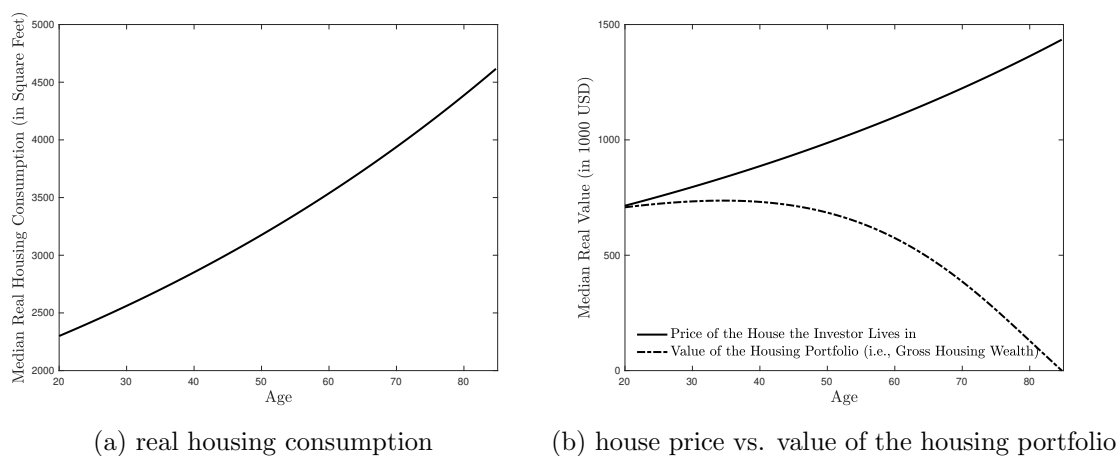 Median Real Housing Consumption (in Square Feet)
5000
4500
4000
3500
3000
2500
2000
20 30 40 50 60 70 80
Age
(a) real housing consumption
Median Real Value (in 1000 USD)
1500
1000
500
0
Price of the House the Investor Lives in
Value of the Housing Portfolio (i.e., Gross Housing Wealth)
20 30 40 50 60 70 80
Age
(b) house price vs. value of the housing portfolio